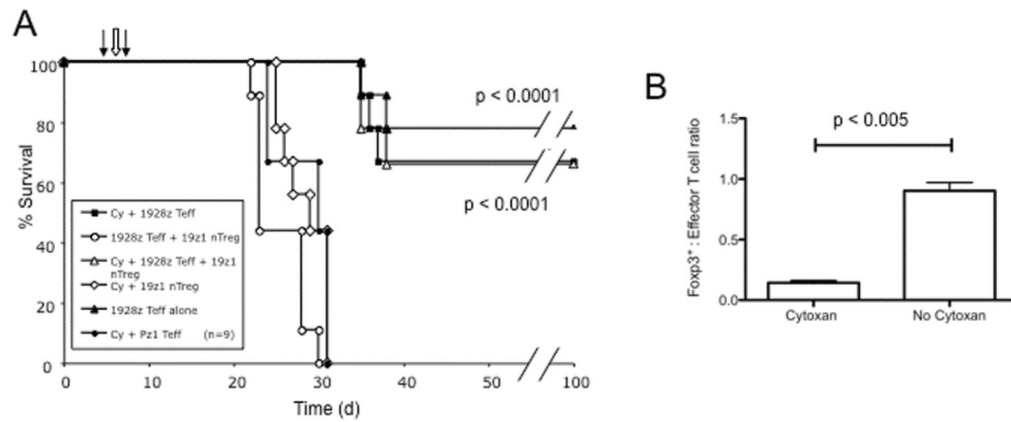 A
100
80
60
40
20
0
% Survival
p < 0.0001
p < 0.0001
Cy + 1928z Teff
1928z Teff + 19z1 nTreg
Cy + 1928z Teff + 19z1
nTreg
Cy + 19z1 nTreg
1928z Teff alone
Cy + Pz1 Teff (n=9)
0 10 20 30 40 50 100
Time (d)
B
p < 0.005
1.5
1.0
0.5
0.0
Foxp3⁺ : Effector T cell ratio
Cytoxan No Cytoxan